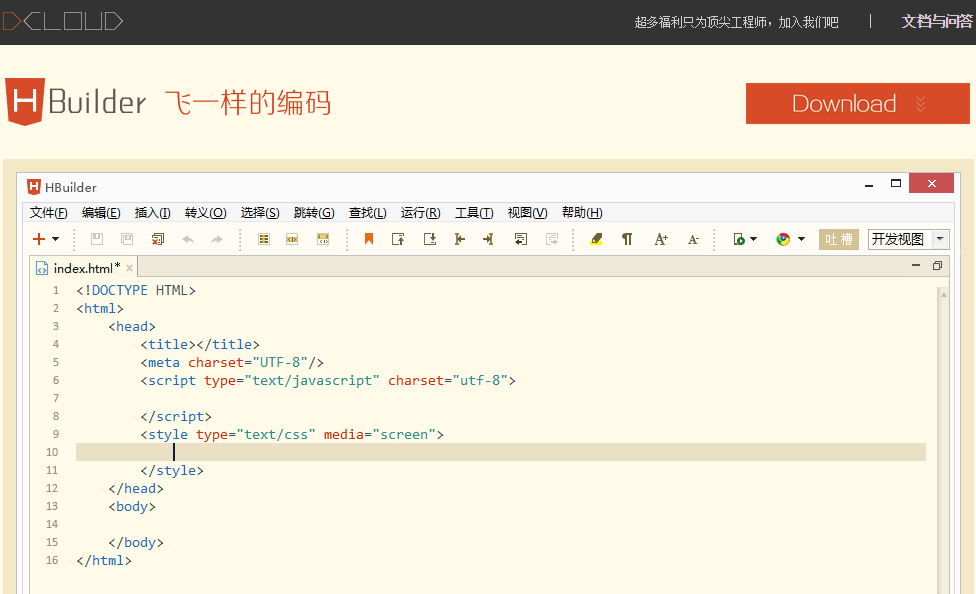 DCLOUD 超多福利只为顶尖工程师，加入我们吧 | 文档与问答
HBuilder 飞一样的编码 Download
HBuilder
文件(F) 编辑(E) 插入(I) 转义(O) 选择(S) 跳转(G) 查找(L) 运行(R) 工具(T) 视图(V) 帮助(H)
吐槽 开发视图
index.html*
1 <!DOCTYPE HTML>
2 <html>
3 <head>
4 <title></title>
5 <meta charset="UTF-8"/>
6 <script type="text/javascript" charset="utf-8">
7
8 </script>
9 <style type="text/css" media="screen">
10
11 </style>
12 </head>
13 <body>
14
15 </body>
16 </html>